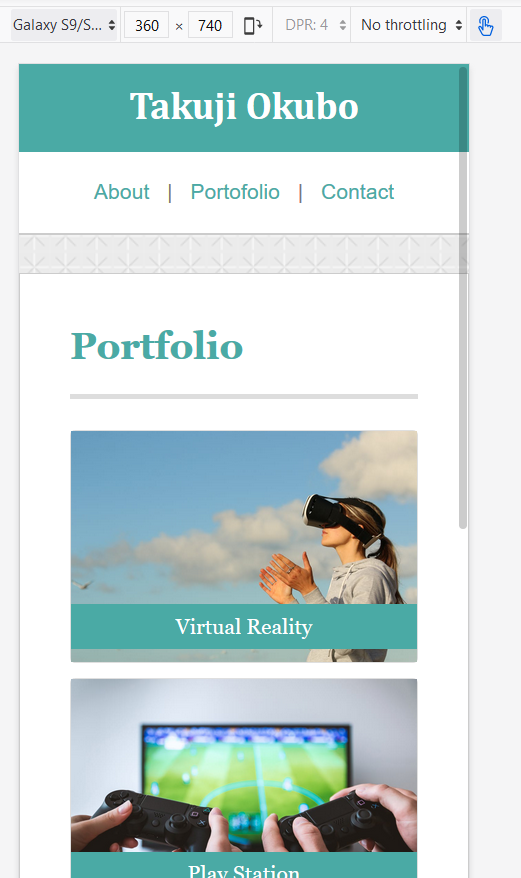 Galaxy S9/S... 360 × 740 DPR: 4 No throttling
Takuji Okubo
About | Portofolio | Contact
Portfolio
Virtual Reality
Play Station